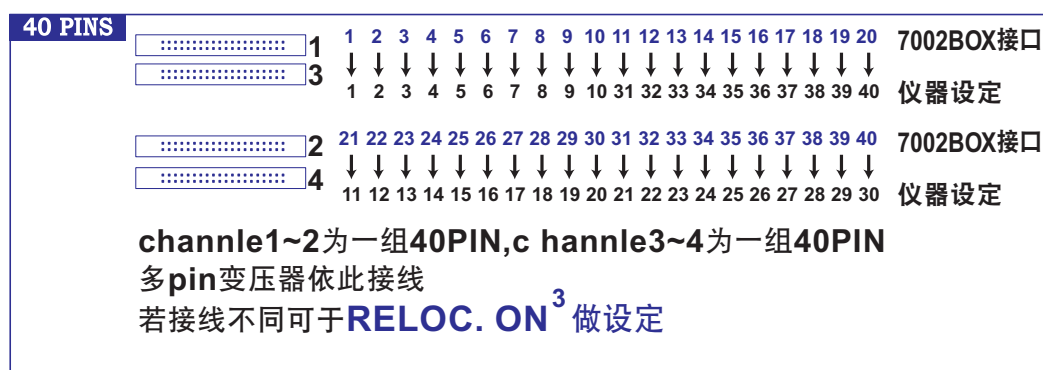 40 PINS
1 1 2 3 4 5 6 7 8 9 10 11 12 13 14 15 16 17 18 19 20 7002BOX接口
3 1 2 3 4 5 6 7 8 9 10 31 32 33 34 35 36 37 38 39 40 仪器设定
2 21 22 23 24 25 26 27 28 29 30 31 32 33 34 35 36 37 38 39 40 7002BOX接口
4 11 12 13 14 15 16 17 18 19 20 21 22 23 24 25 26 27 28 29 30 仪器设定
channle1~2为一组40PIN,c hannle3~4为一组40PIN
多pin变压器依此接线
若接线不同可于RELOC. ON³做设定